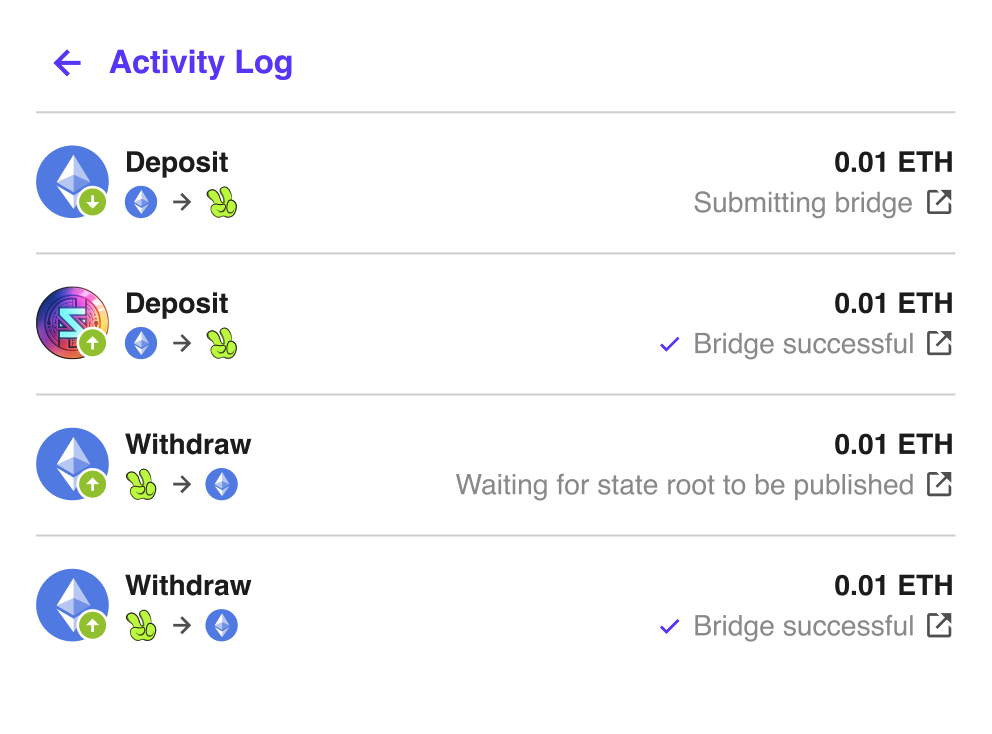 Activity Log
Deposit
0.01 ETH
Submitting bridge
Deposit
0.01 ETH
Bridge successful
Withdraw
0.01 ETH
Waiting for state root to be published
Withdraw
0.01 ETH
Bridge successful